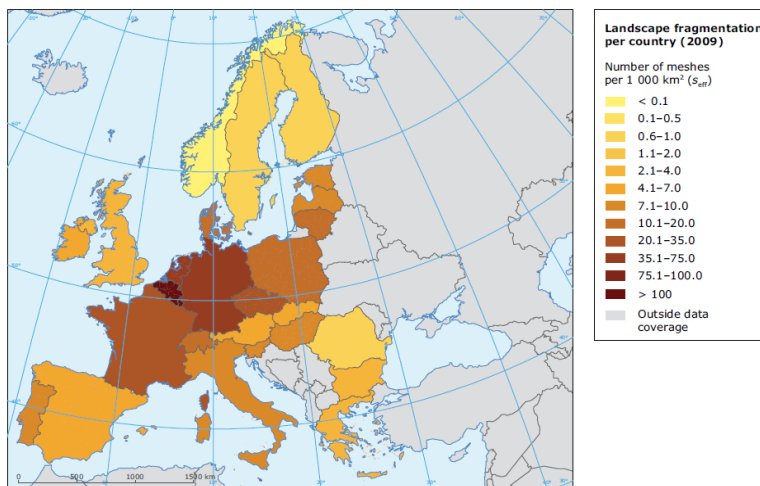 Landscape fragmentation
per country (2009)
Number of meshes
per 1 000 km² (s_eff)
< 0.1
0.1–0.5
0.6–1.0
1.1–2.0
2.1–4.0
4.1–7.0
7.1–10.0
10.1–20.0
20.1–35.0
35.1–75.0
75.1–100.0
> 100
Outside data
coverage
0 500 1000 1500 km